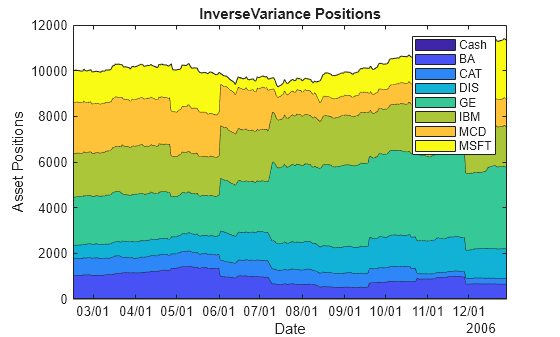 InverseVariance Positions
12000
10000
8000
6000
4000
2000
0
Asset Positions
Cash
BA
CAT
DIS
GE
IBM
MCD
MSFT
03/01 04/01 05/01 06/01 07/01 08/01 09/01 10/01 11/01 12/01
Date
2006